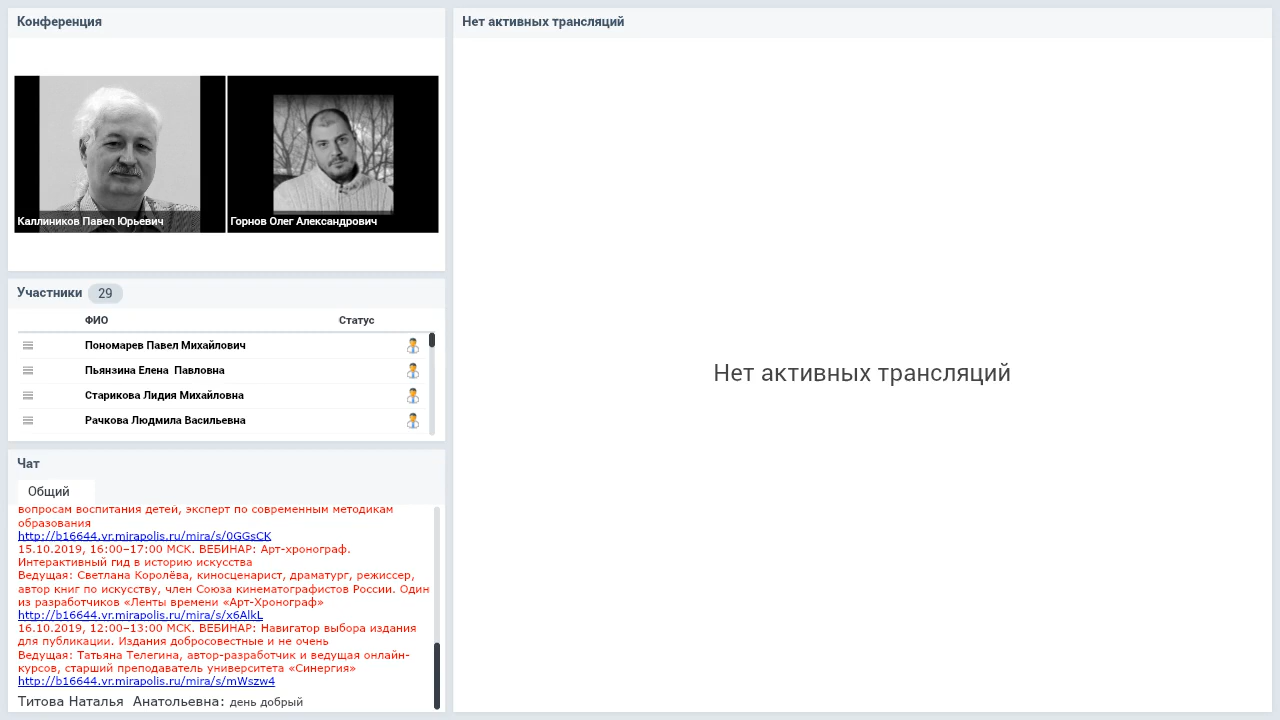 Конференция
Нет активных трансляций
Каллиников Павел Юрьевич
Горнов Олег Александрович
Участники 29
ФИО Статус
Пономарев Павел Михайлович
Пьянзина Елена  Павловна
Старикова Лидия Михайловна
Рачкова Людмила Васильевна
Нет активных трансляций
Чат
Общий
вопросам воспитания детей, эксперт по современным методикам
образования
http://b16644.vr.mirapolis.ru/mira/s/0GGsCK
15.10.2019, 16:00–17:00 МСК. ВЕБИНАР: Арт-хронограф.
Интерактивный гид в историю искусства
Ведущая: Светлана Королёва, киносценарист, драматург, режиссер,
автор книг по искусству, член Союза кинематографистов России. Один
из разработчиков «Ленты времени «Арт-Хронограф»
http://b16644.vr.mirapolis.ru/mira/s/x6AlkL
16.10.2019, 12:00–13:00 МСК. ВЕБИНАР: Навигатор выбора издания
для публикации. Издания добросовестные и не очень
Ведущая: Татьяна Телегина, автор-разработчик и ведущая онлайн-
курсов, старший преподаватель университета «Синергия»
http://b16644.vr.mirapolis.ru/mira/s/mWszw4
Титова Наталья  Анатольевна: день добрый